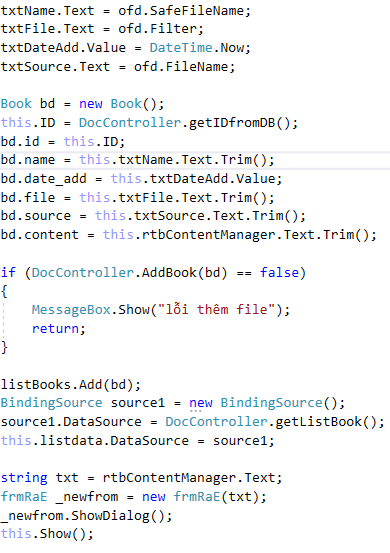 txtName.Text = ofd.SafeFileName;
txtFile.Text = ofd.Filter;
txtDateAdd.Value = DateTime.Now;
txtSource.Text = ofd.FileName;
Book bd = new Book();
this.ID = DocController.getIDfromDB();
bd.id = this.ID;
bd.name = this.txtName.Text.Trim();
bd.date_add = this.txtDateAdd.Value;
bd.file = this.txtFile.Text.Trim();
bd.source = this.txtSource.Text.Trim();
bd.content = this.rtbContentManager.Text.Trim();
if (DocController.AddBook(bd) == false)
{
MessageBox.Show("lỗi thêm file");
return;
}
listBooks.Add(bd);
BindingSource source1 = new BindingSource();
source1.DataSource = DocController.getListBook();
this.listdata.DataSource = source1;
string txt = rtbContentManager.Text;
frmRaE _newfrom = new frmRaE(txt);
_newfrom.ShowDialog();
this.Show();